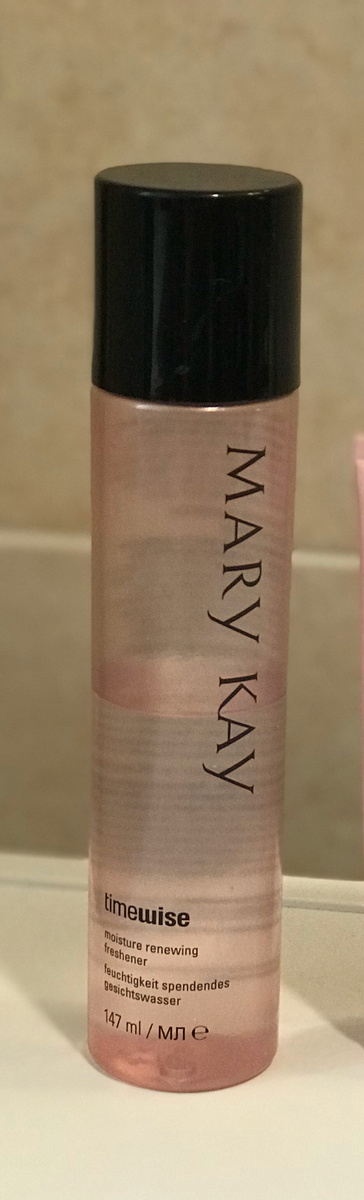 MARY KAY
timewise
moisture renewing
freshener
feuchtigkeit spendendes
gesichtswasser
147 ml / МЛ ℮